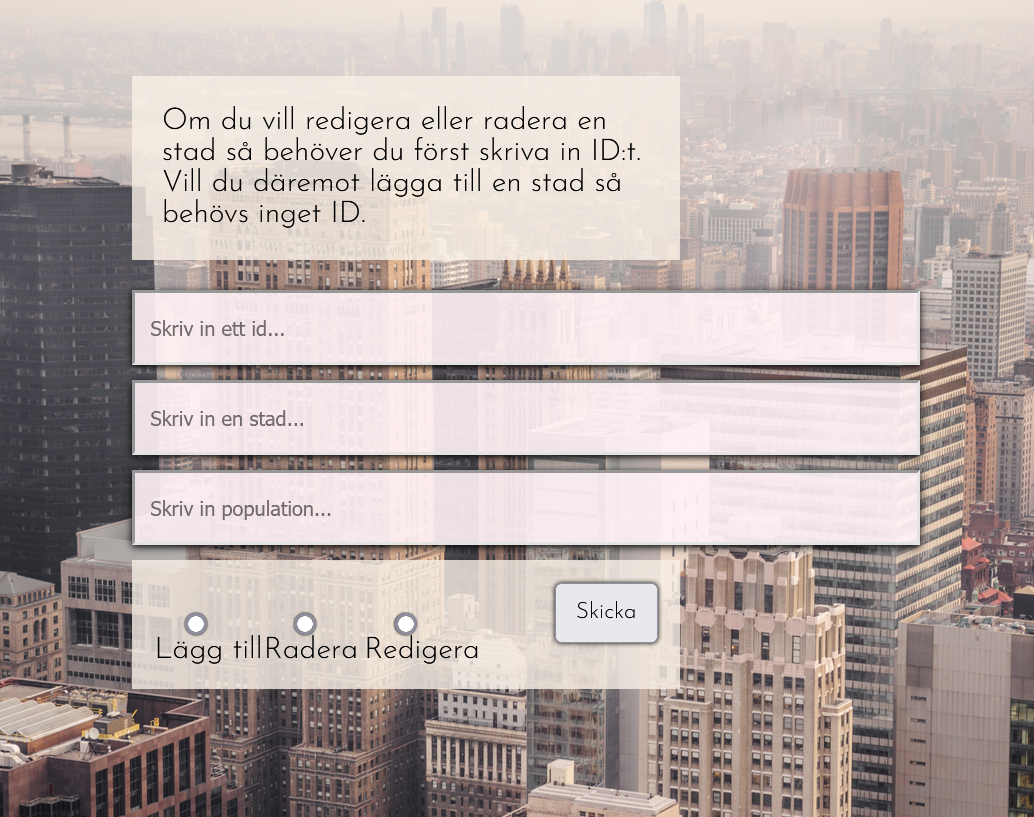 Om du vill redigera eller radera en
stad så behöver du först skriva in ID:t.
Vill du däremot lägga till en stad så
behövs inget ID.
Skriv in ett id...
Skriv in en stad...
Skriv in population...
Skicka
Lägg till Radera Redigera